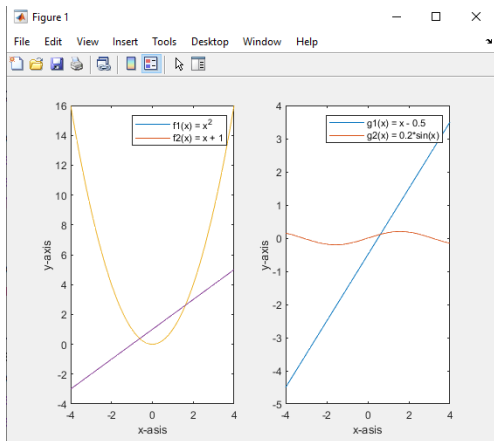 Figure 1
File Edit View Insert Tools Desktop Window Help
16
14
12
10
8
6
4
2
0
-2
-4
y-axis
f1(x) = x²
f2(x) = x + 1
-4 -2 0 2 4
x-asis
4
3
2
1
0
-1
-2
-3
-4
-5
y-axis
g1(x) = x - 0.5
g2(x) = 0.2*sin(x)
-4 -2 0 2 4
x-asis